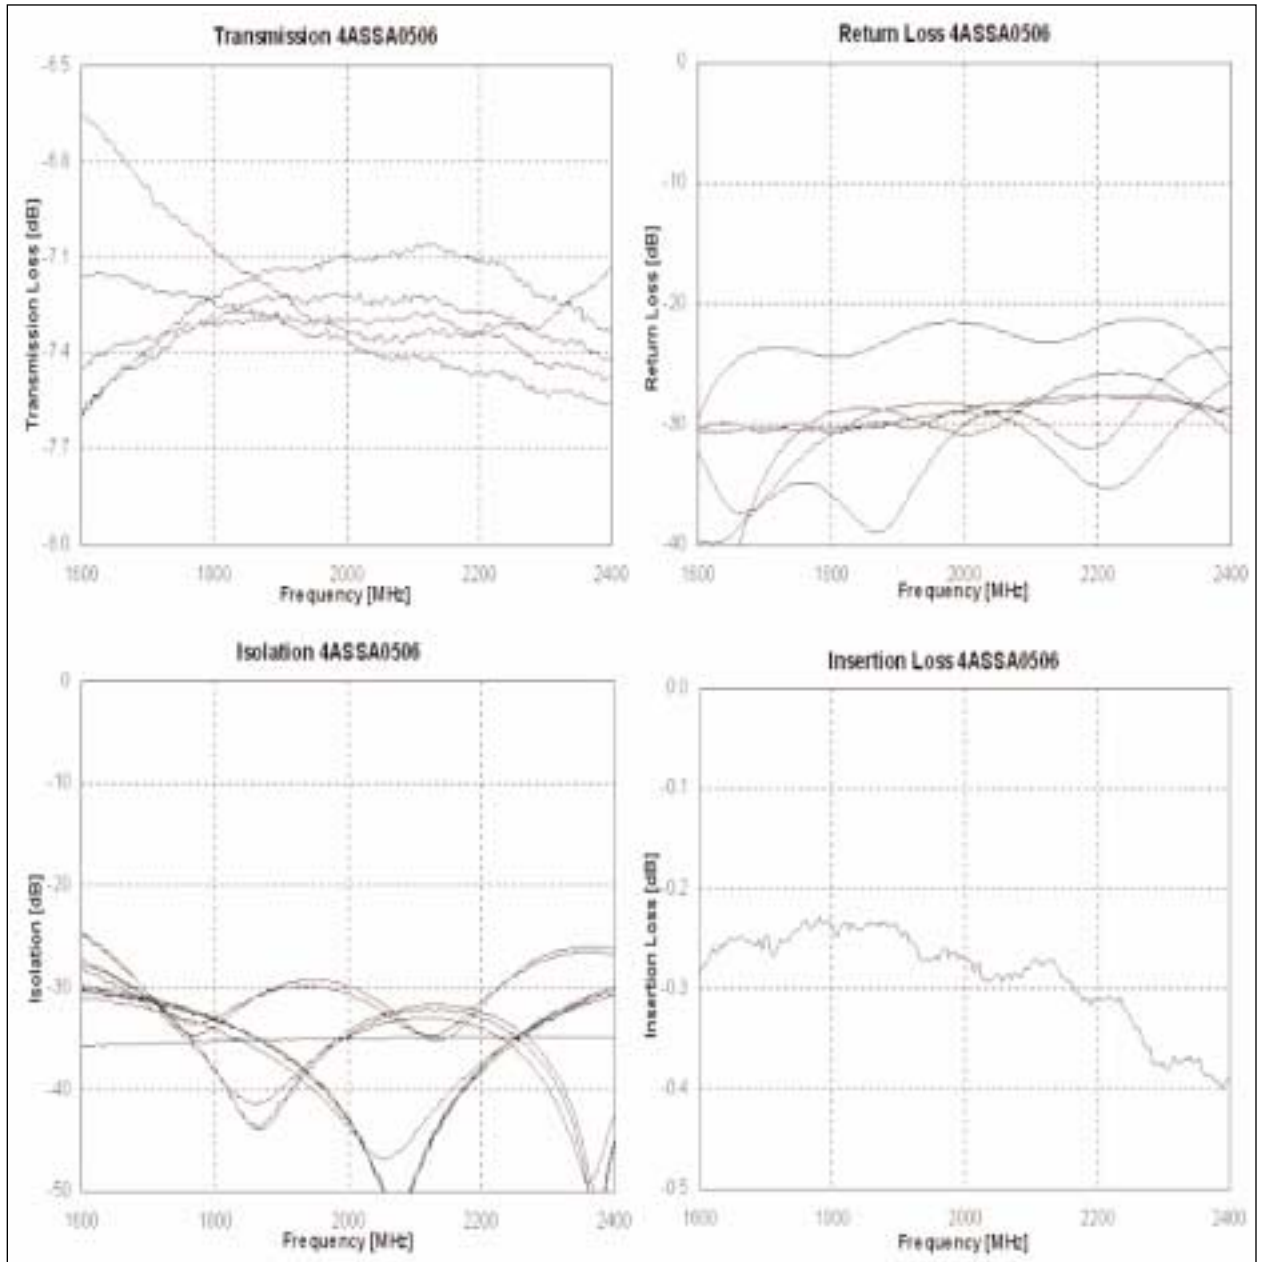 Transmission 4ASSA0506
-6.5
-6.8
-7.1
-7.4
-7.7
-8.0
Transmission Loss [dB]
1600 1800 2000 2200 2400
Frequency [MHz]
Return Loss 4ASSA0506
0
-10
-20
-30
-40
Return Loss [dB]
1600 1800 2000 2200 2400
Frequency [MHz]
Isolation 4ASSA0506
0
-10
-20
-30
-40
-50
Isolation [dB]
1600 1800 2000 2200 2400
Frequency [MHz]
Insertion Loss 4ASSA0506
0.0
-0.1
-0.2
-0.3
-0.4
-0.5
Insertion Loss [dB]
1600 1800 2000 2200 2400
Frequency [MHz]